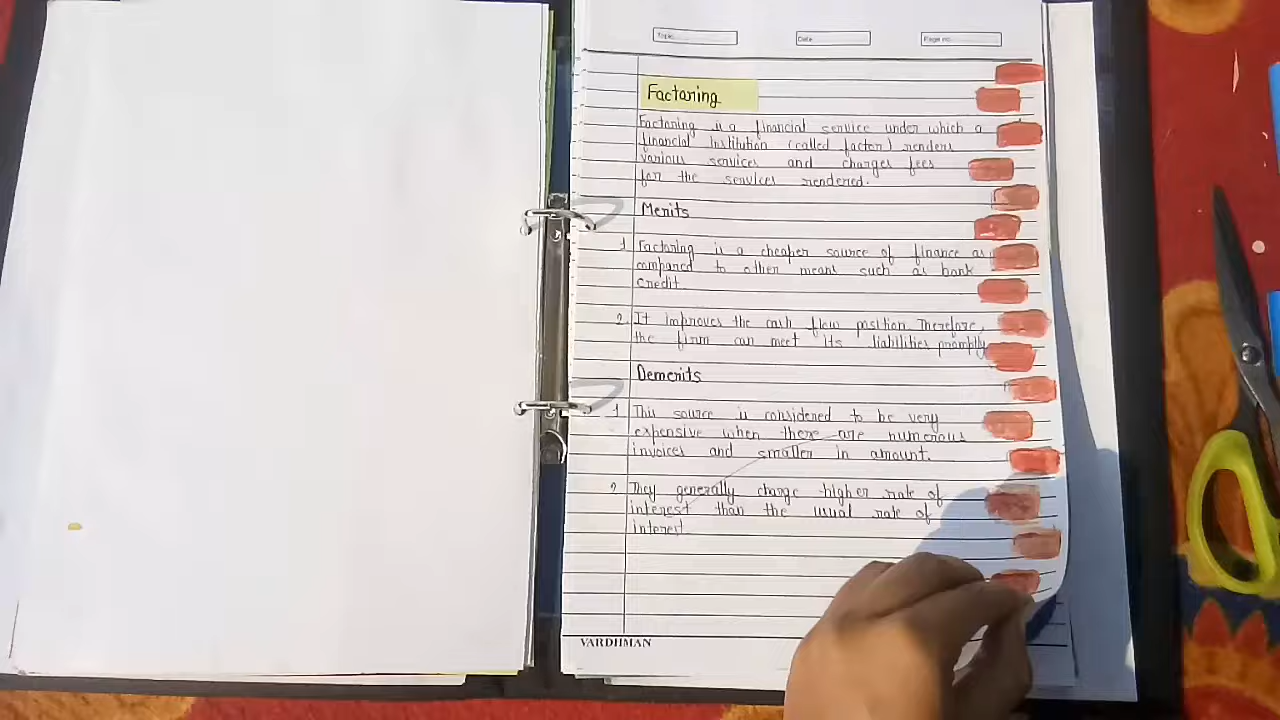 Topic
Date
Page no.
Factoring
Factoring is a financial service under which a
financial institution (called factor) renders
various services and charges fees
for the services rendered.
Merits
1. Factoring is a cheaper source of finance as
compared to other means such as bank
credit
2. It improves the cash flow position. Therefore,
the firm can meet its liabilities promptly
Demerits
1. This source is considered to be very
expensive when there are numerous
invoices and smaller in amount.
2 They generally charge higher rate of
interest than the usual rate of
interest
VARDHMAN